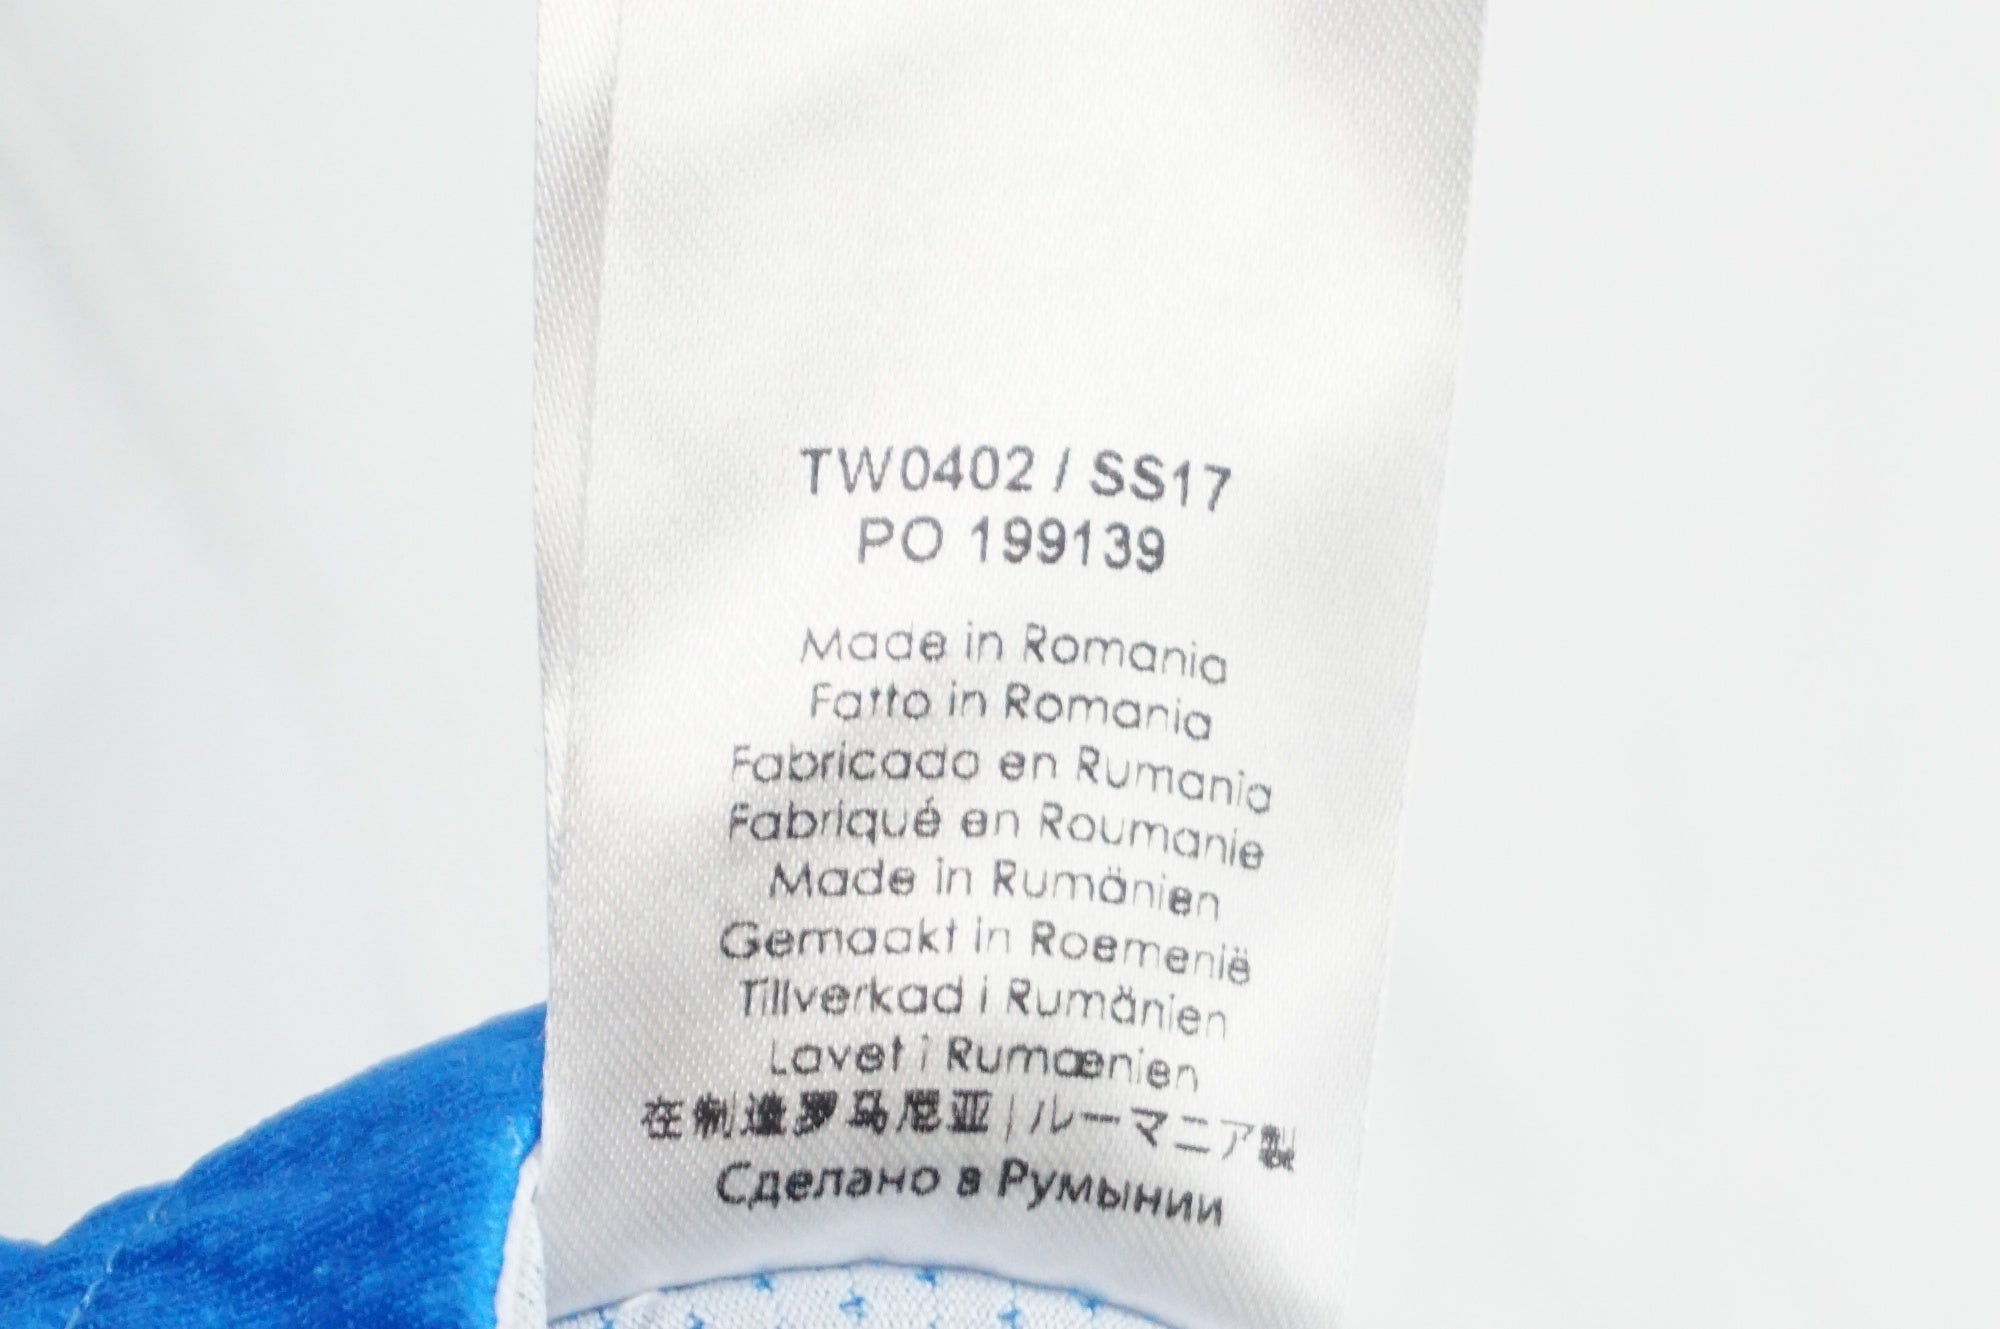 TW0402 / SS17
PO 199139
Made in Romania
Fatto in Romania
Fabricado en Rumania
Fabriqué en Roumanie
Made in Rumänien
Gemaakt in Roemenië
Tillverkad i Rumänien
Lavet i Rumænien
在制造罗马尼亚 | ルーマニア製
Сделано в Румынии